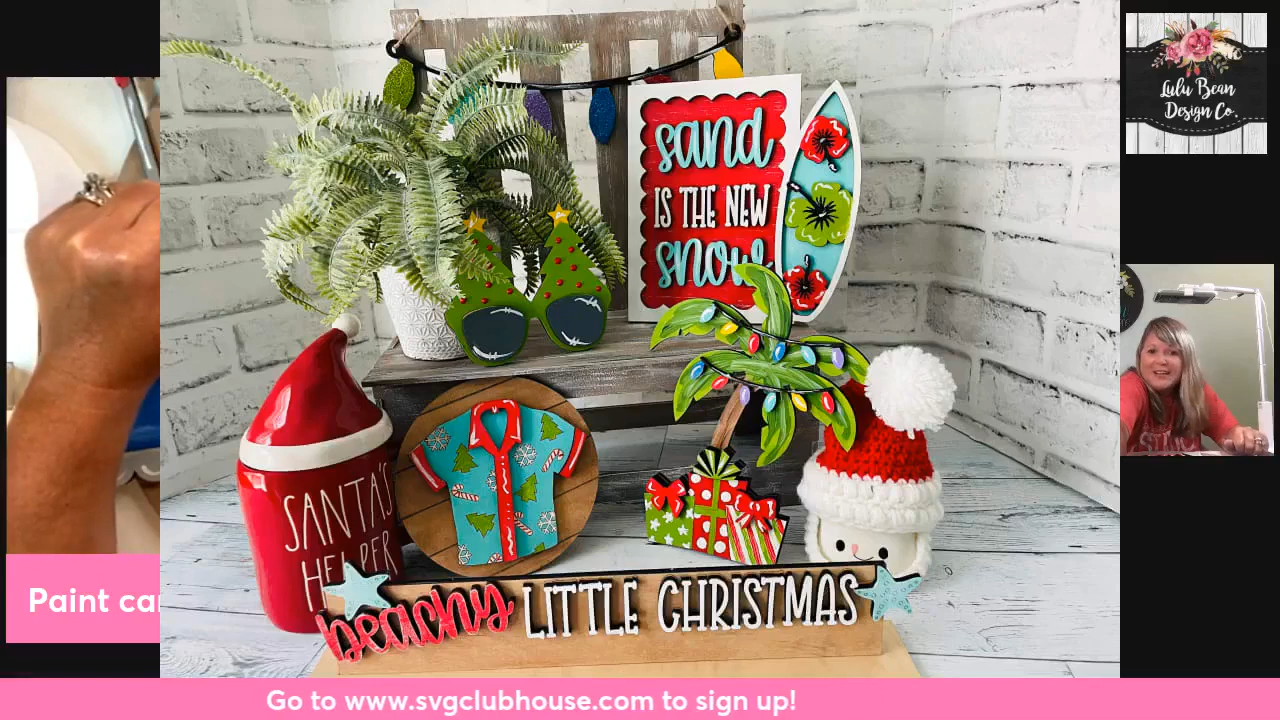 Lulu Bean
Design Co.
sand
IS THE NEW
snow
SANTA'S
HELPER
beachy LITTLE CHRISTMAS
Paint
Go to www.svgclubhouse.com to sign up!